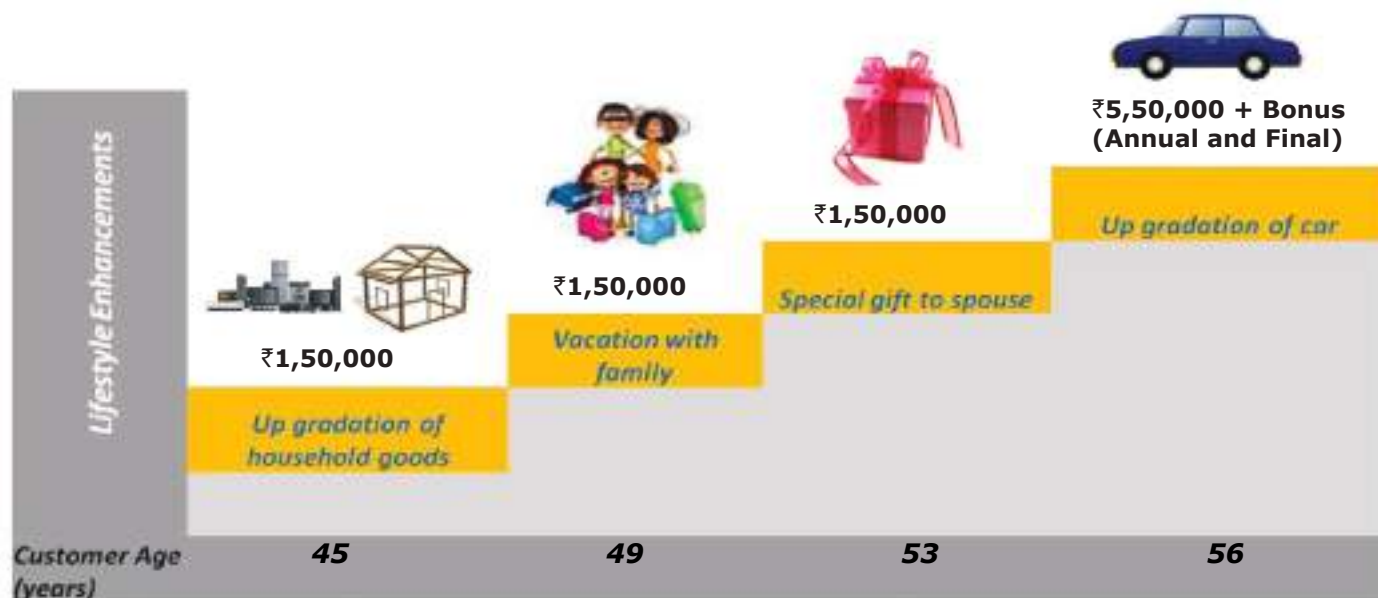 Lifestyle Enhancements
₹5,50,000 + Bonus
(Annual and Final)
Up gradation of car
₹1,50,000
Special gift to spouse
₹1,50,000
Vacation with
family
₹1,50,000
Up gradation of
household goods
Customer Age
(years)
45
49
53
56